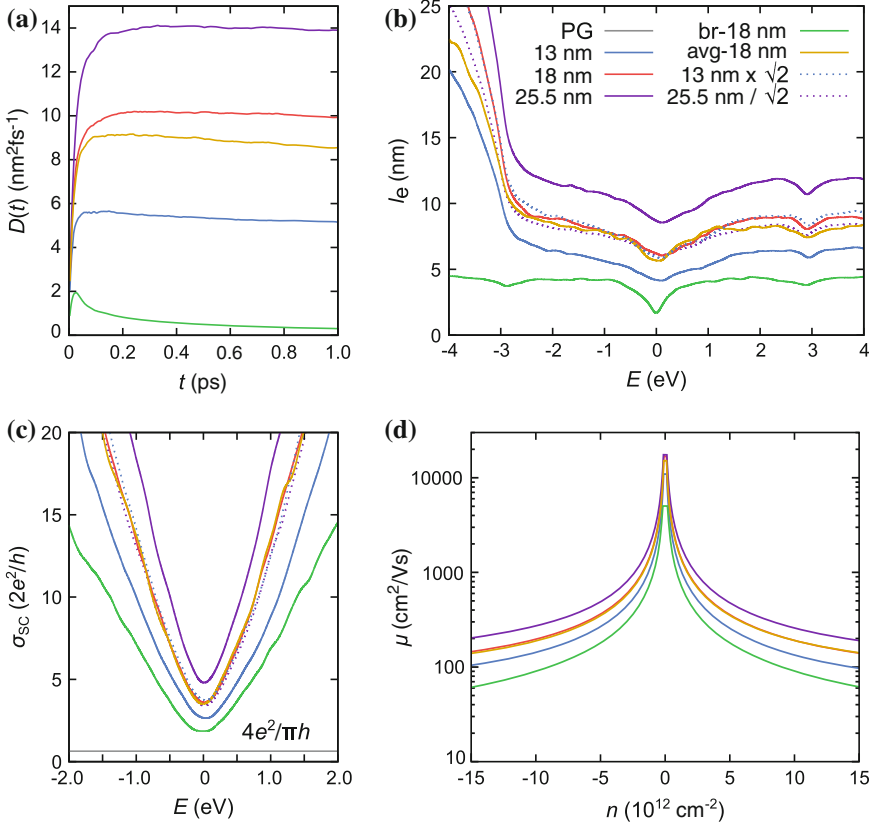 (a)
14
12
10
8
6
4
2
0
D(t) (nm²fs⁻¹)
0 0.2 0.4 0.6 0.8 1.0
t (ps)
(b)
25
20
15
10
5
0
lₑ (nm)
PG
13 nm
18 nm
25.5 nm
br-18 nm
avg-18 nm
13 nm x √2
25.5 nm / √2
-4 -3 -2 -1 0 1 2 3 4
E (eV)
(c)
20
15
10
5
0
σSC (2e²/h)
4e²/πh
-2.0 -1.0 0 1.0 2.0
E (eV)
(d)
10000
1000
100
10
μ (cm²/Vs)
-15 -10 -5 0 5 10 15
n (10¹² cm⁻²)